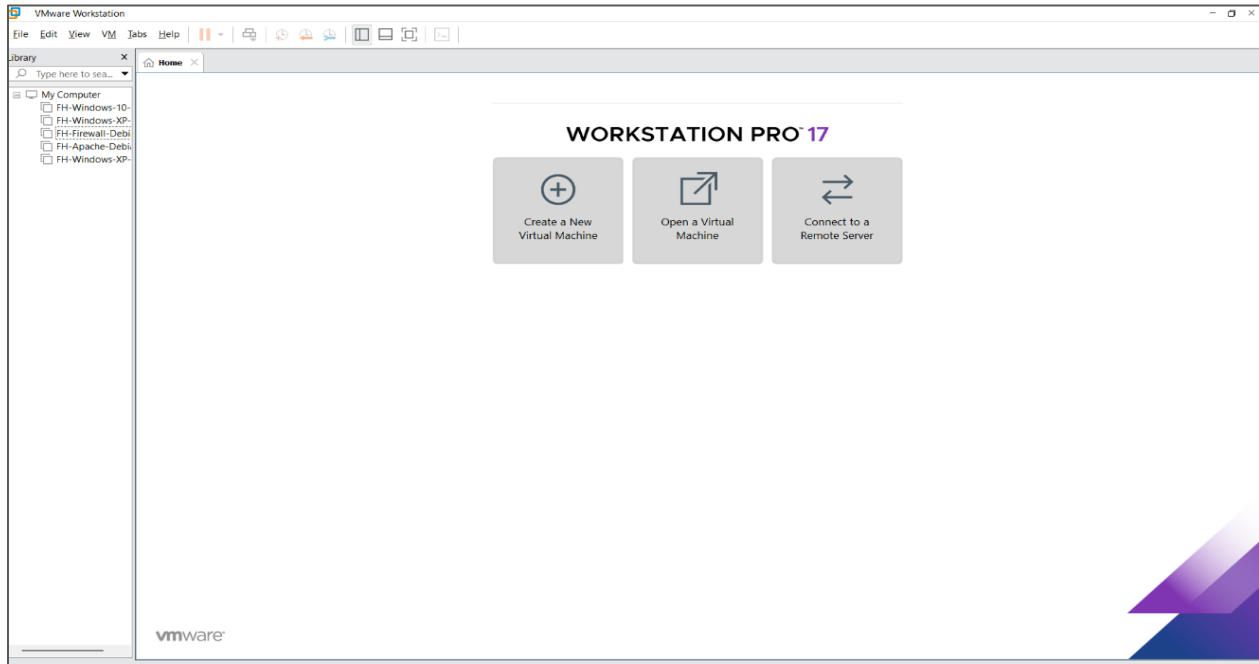 VMware Workstation
File Edit View VM Tabs Help
Library
Home
Type here to sea...
My Computer
FH-Windows-10-
FH-Windows-XP-
FH-Firewall-Debi
FH-Apache-Debi
FH-Windows-XP-
WORKSTATION PRO™ 17
Create a New
Virtual Machine
Open a Virtual
Machine
Connect to a
Remote Server
vmware